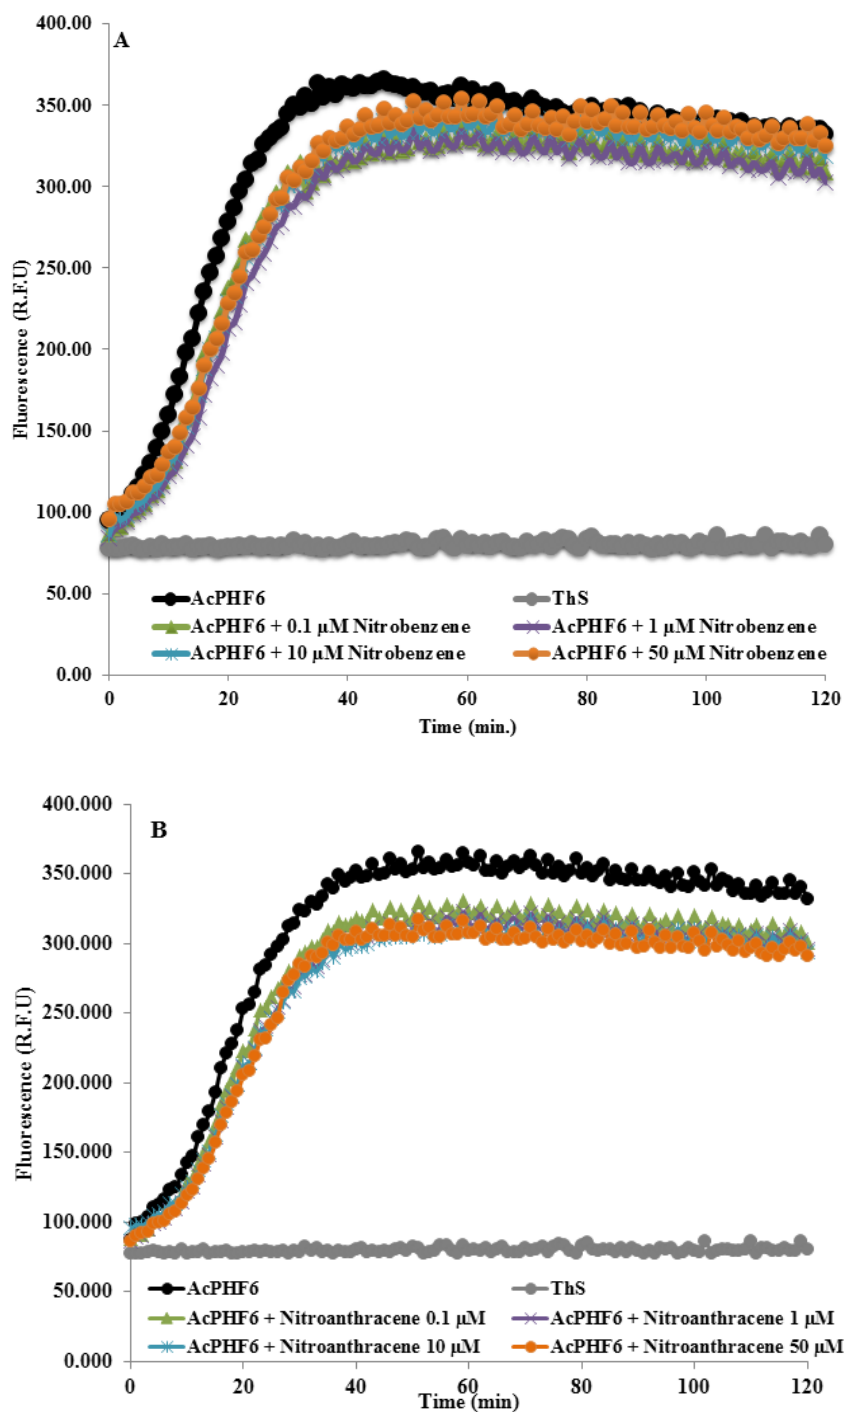 400.00
A
350.00
300.00
250.00
200.00
150.00
100.00
50.00
0.00
Fluorescence (R.F.U)
AcPHF6 ThS
AcPHF6 + 0.1 µM Nitrobenzene AcPHF6 + 1 µM Nitrobenzene
AcPHF6 + 10 µM Nitrobenzene AcPHF6 + 50 µM Nitrobenzene
0 20 40 60 80 100 120
Time (min.)
400.000
B
350.000
300.000
250.000
200.000
150.000
100.000
50.000
0.000
Fluorescence (R.F.U)
AcPHF6 ThS
AcPHF6 + Nitroanthracene 0.1 µM AcPHF6 + Nitroanthracene 1 µM
AcPHF6 + Nitroanthracene 10 µM AcPHF6 + Nitroanthracene 50 µM
0 20 40 60 80 100 120
Time (min)